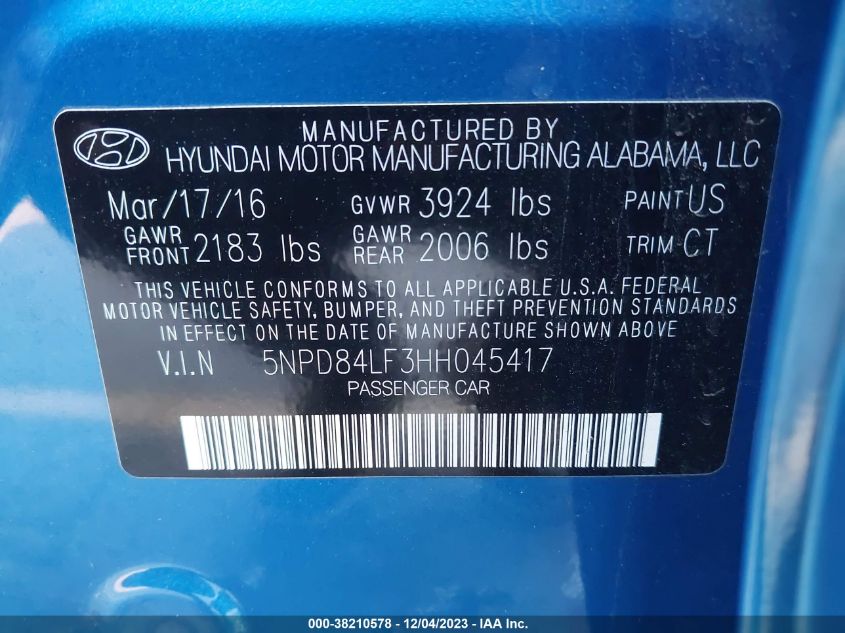 MANUFACTURED BY
HYUNDAI MOTOR MANUFACTURING ALABAMA, LLC
Mar/17/16 GVWR 3924 lbs PAINT US
GAWR FRONT 2183 lbs GAWR REAR 2006 lbs TRIM CT
THIS VEHICLE CONFORMS TO ALL APPLICABLE U.S.A. FEDERAL
MOTOR VEHICLE SAFETY, BUMPER, AND THEFT PREVENTION STANDARDS
IN EFFECT ON THE DATE OF MANUFACTURE SHOWN ABOVE.
V.I.N 5NPD84LF3HH045417
PASSENGER CAR
000-38210578 - 12/04/2023 - IAA Inc.